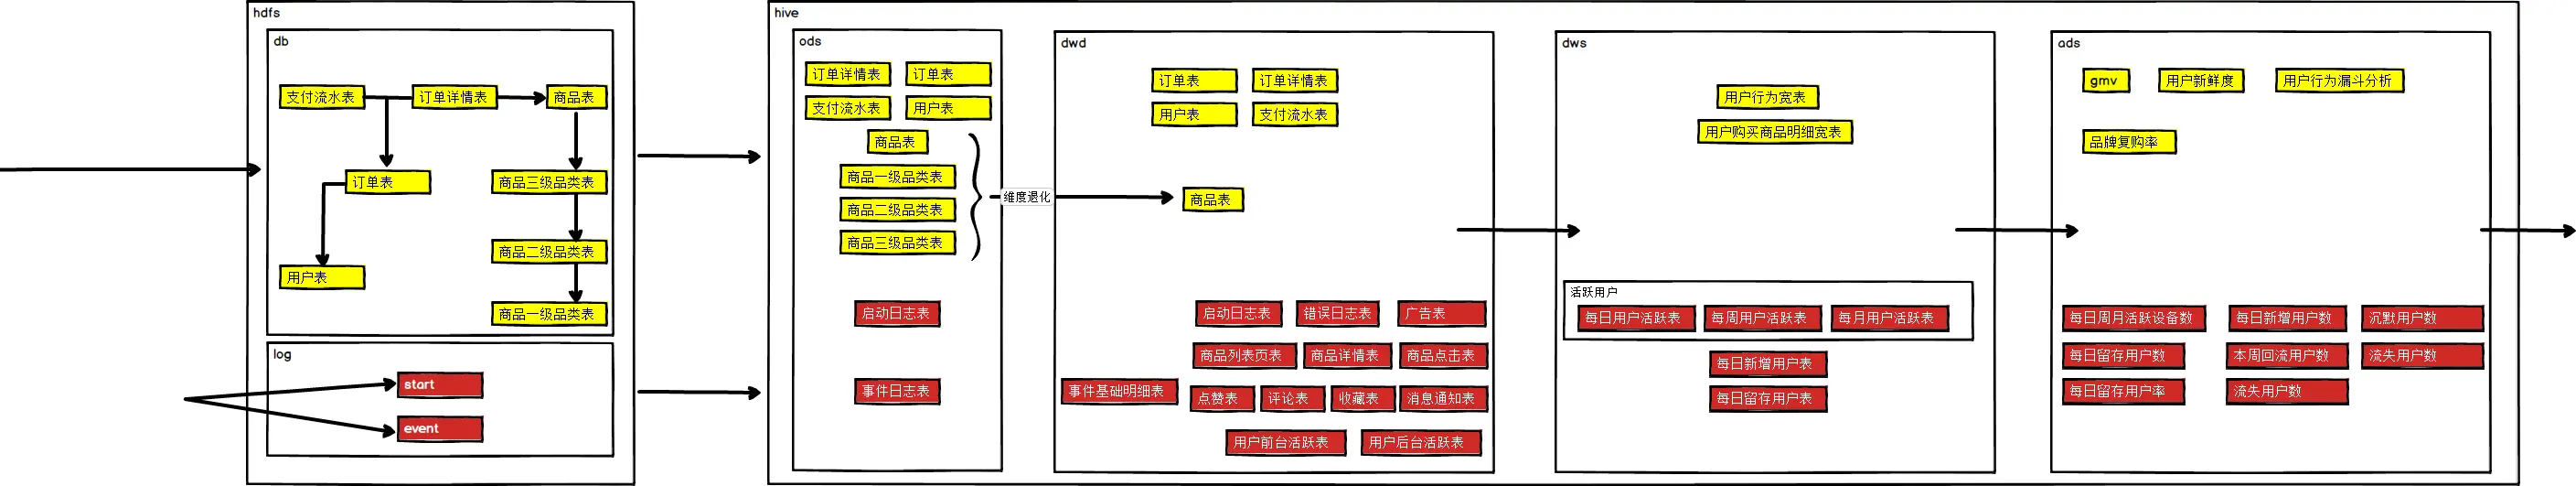 hdfs
db
支付流水表
订单详情表
商品表
订单表
商品三级品类表
商品二级品类表
用户表
商品一级品类表
log
start
event
hive
ods
订单详情表
订单表
支付流水表
用户表
商品表
商品一级品类表
商品二级品类表
商品三级品类表
启动日志表
事件日志表
维度退化
dwd
订单表
订单详情表
用户表
支付流水表
商品表
启动日志表
错误日志表
广告表
商品列表页表
商品详情表
商品点击表
事件基础明细表
点赞表
评论表
收藏表
消息通知表
用户前台活跃表
用户后台活跃表
dws
用户行为宽表
用户购买商品明细宽表
活跃用户
每日用户活跃表
每周用户活跃表
每月用户活跃表
每日新增用户表
每日留存用户表
ads
gmv
用户新鲜度
用户行为漏斗分析
品牌复购率
每日周月活跃设备数
每日新增用户数
沉默用户数
每日留存用户数
本周回流用户数
流失用户数
每日留存用户率
流失用户数